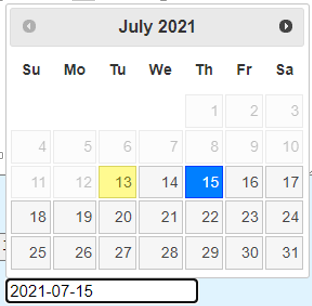 July 2021
Su Mo Tu We Th Fr Sa
1 2 3
4 5 6 7 8 9 10
11 12 13 14 15 16 17
18 19 20 21 22 23 24
25 26 27 28 29 30 31
2021-07-15